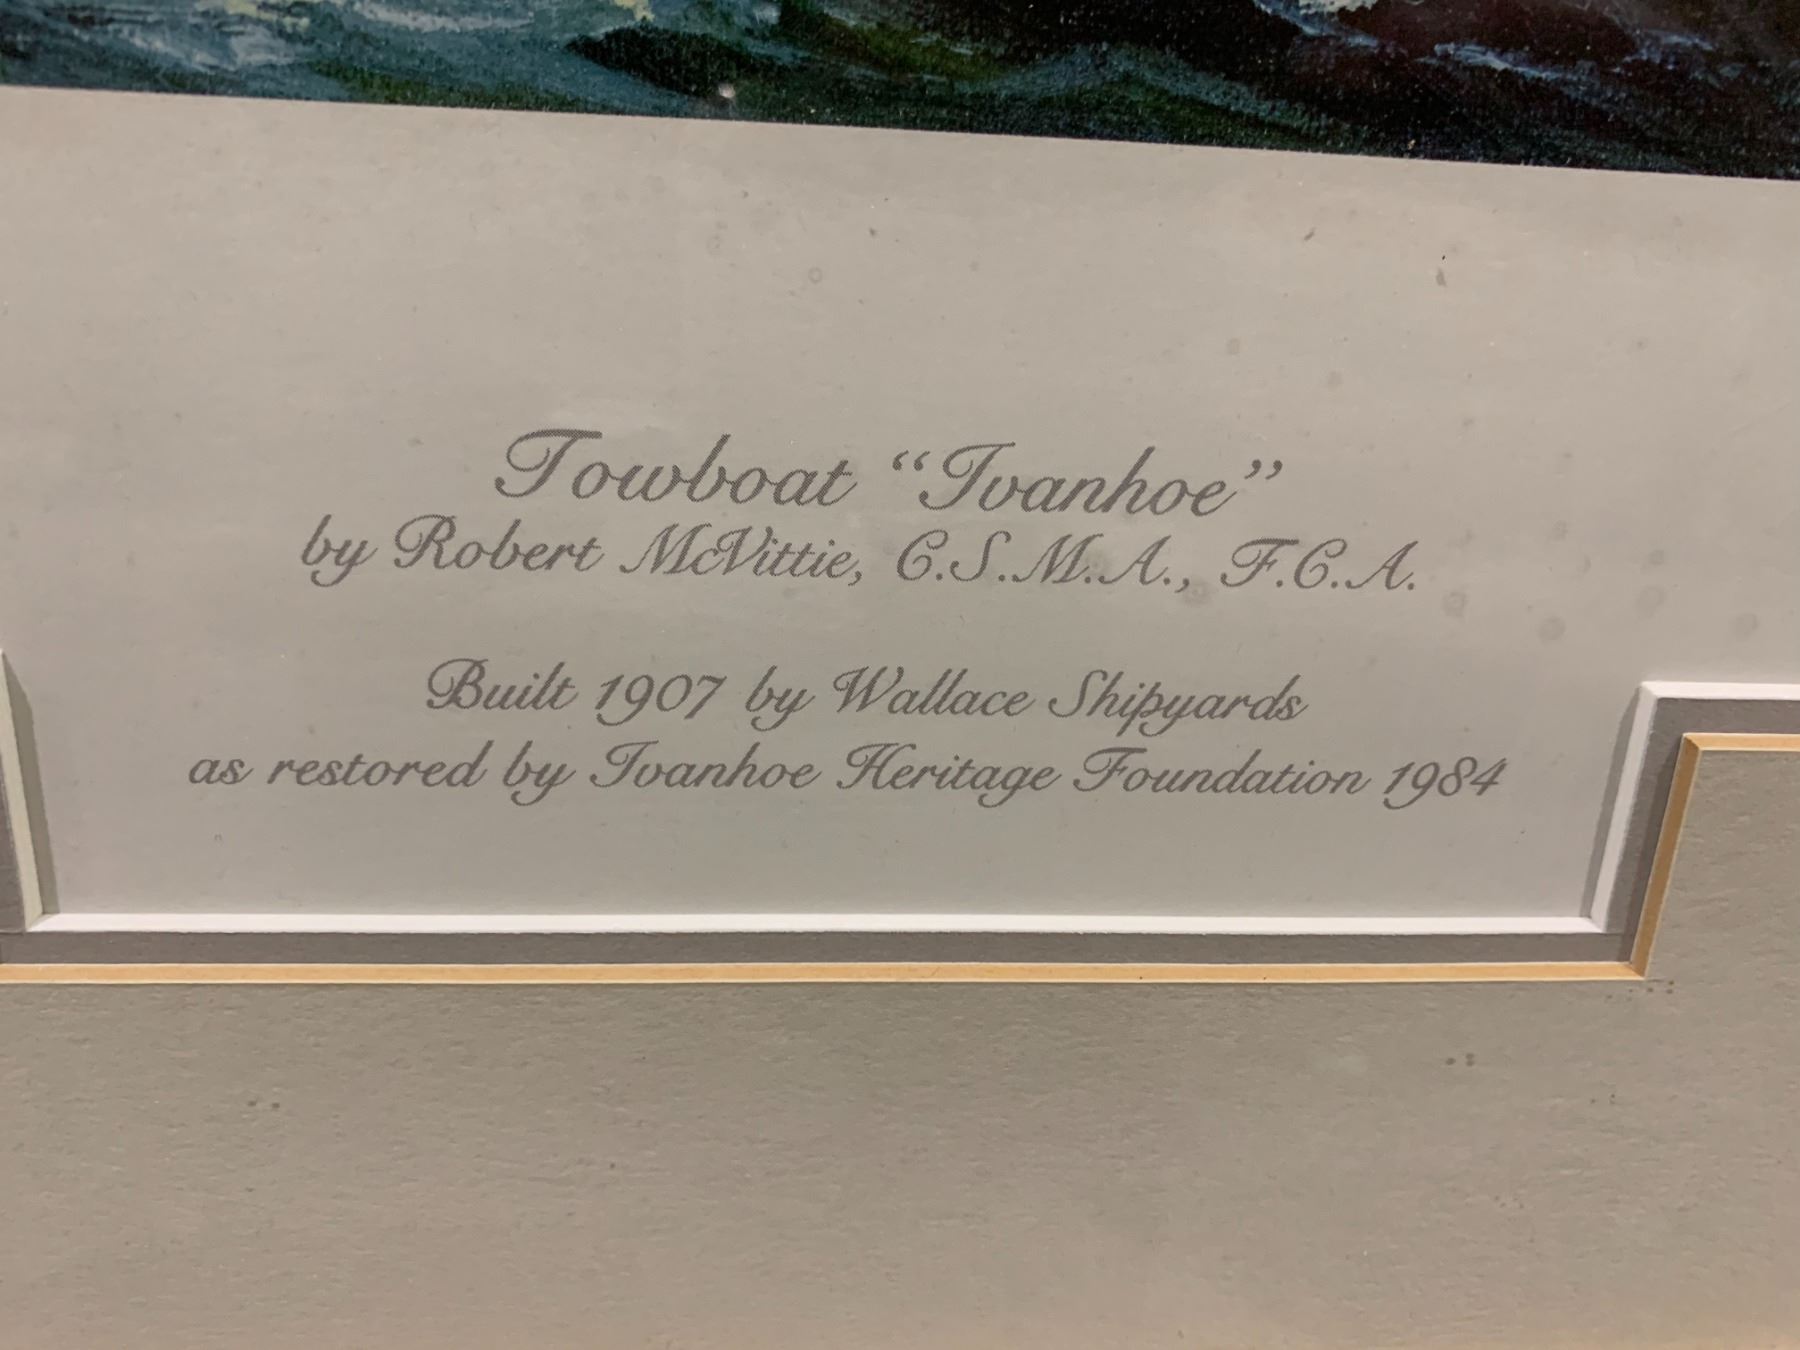 Towboat “Ivanhoe”
by Robert McVittie, C.S.M.A., F.C.A.
Built 1907 by Wallace Shipyards
as restored by Ivanhoe Heritage Foundation 1984